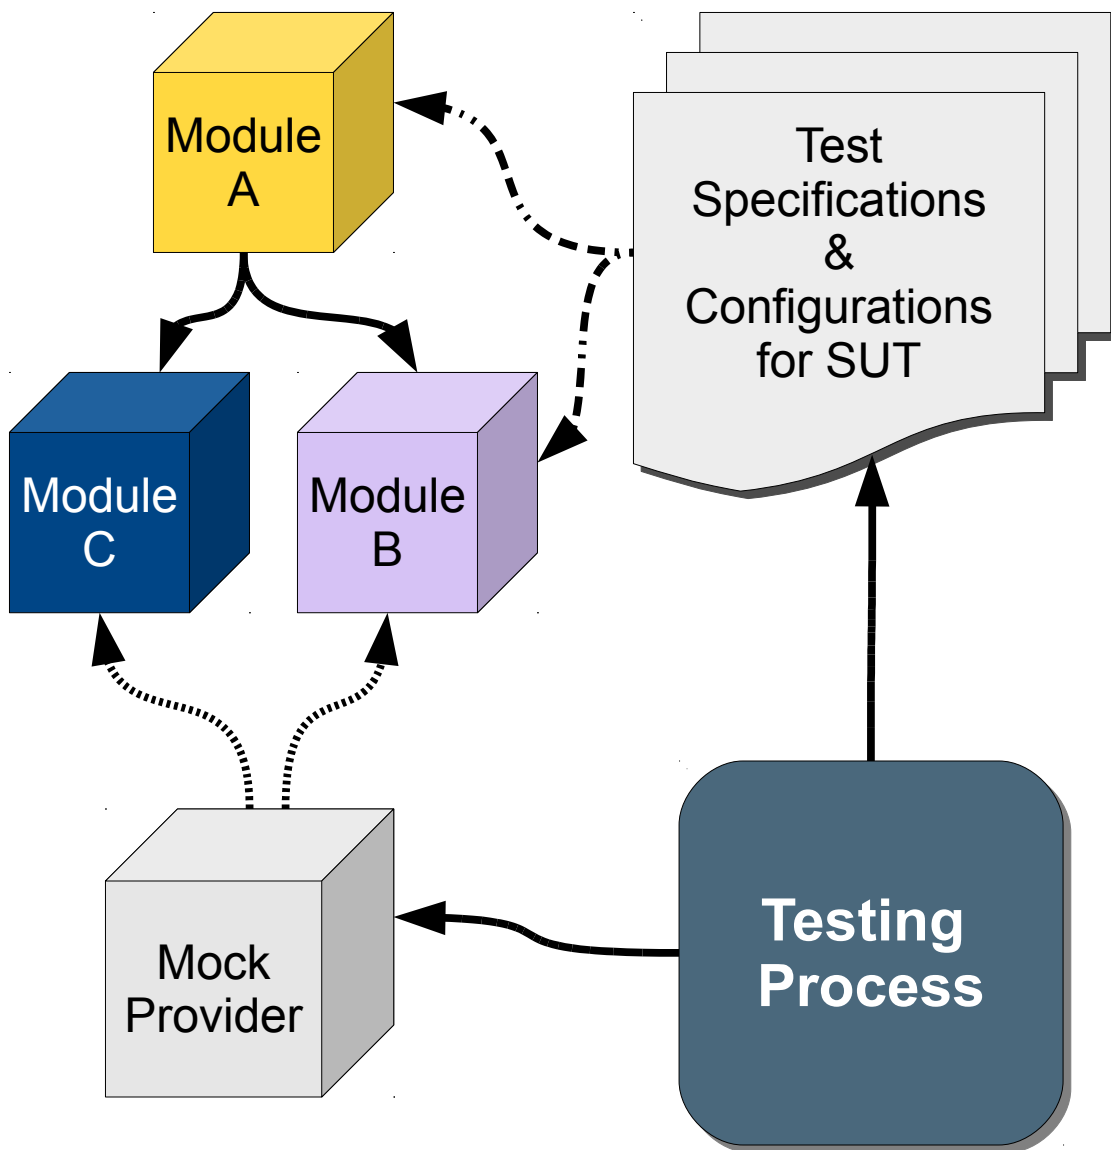 Module
A
Test
Specifications
&
Configurations
for SUT
Module
C
Module
B
Mock
Provider
Testing
Process